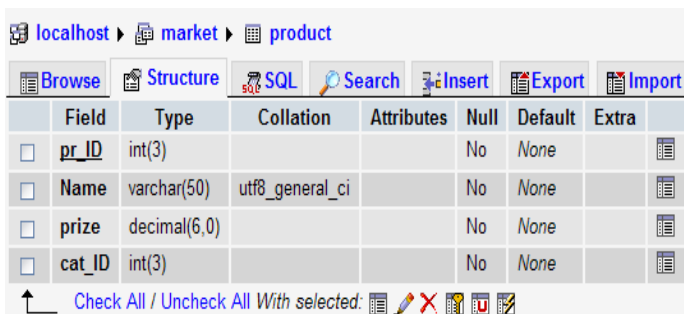 localhost ▸ market ▸ product
Browse Structure SQL Search Insert Export Import
Field Type Collation Attributes Null Default Extra
pr_ID int(3) No None
Name varchar(50) utf8_general_ci No None
prize decimal(6,0) No None
cat_ID int(3) No None
Check All / Uncheck All With selected: